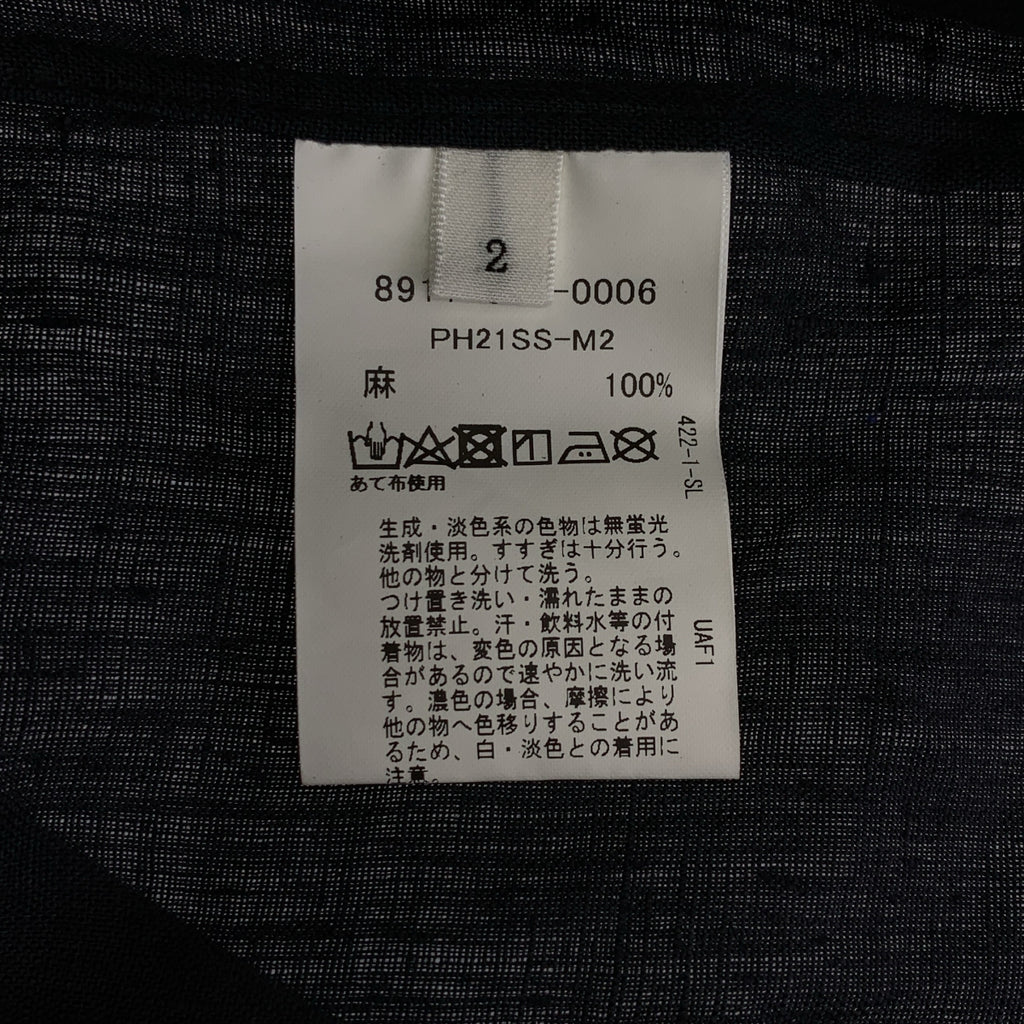 2
891 -0006
PH21SS-M2
麻 100%
あて布使用
422-1-SL
生成・淡色系の色物は無蛍光
洗剤使用。すすぎは十分行う。
他の物と分けて洗う。
つけ置き洗い・濡れたままの
放置禁止。汗・飲料水等の付
着物は、変色の原因となる場
合があるので速やかに洗い流
す。濃色の場合、摩擦により
他の物へ色移りすることがあ
るため、白・淡色との着用に
注意。
UAF1